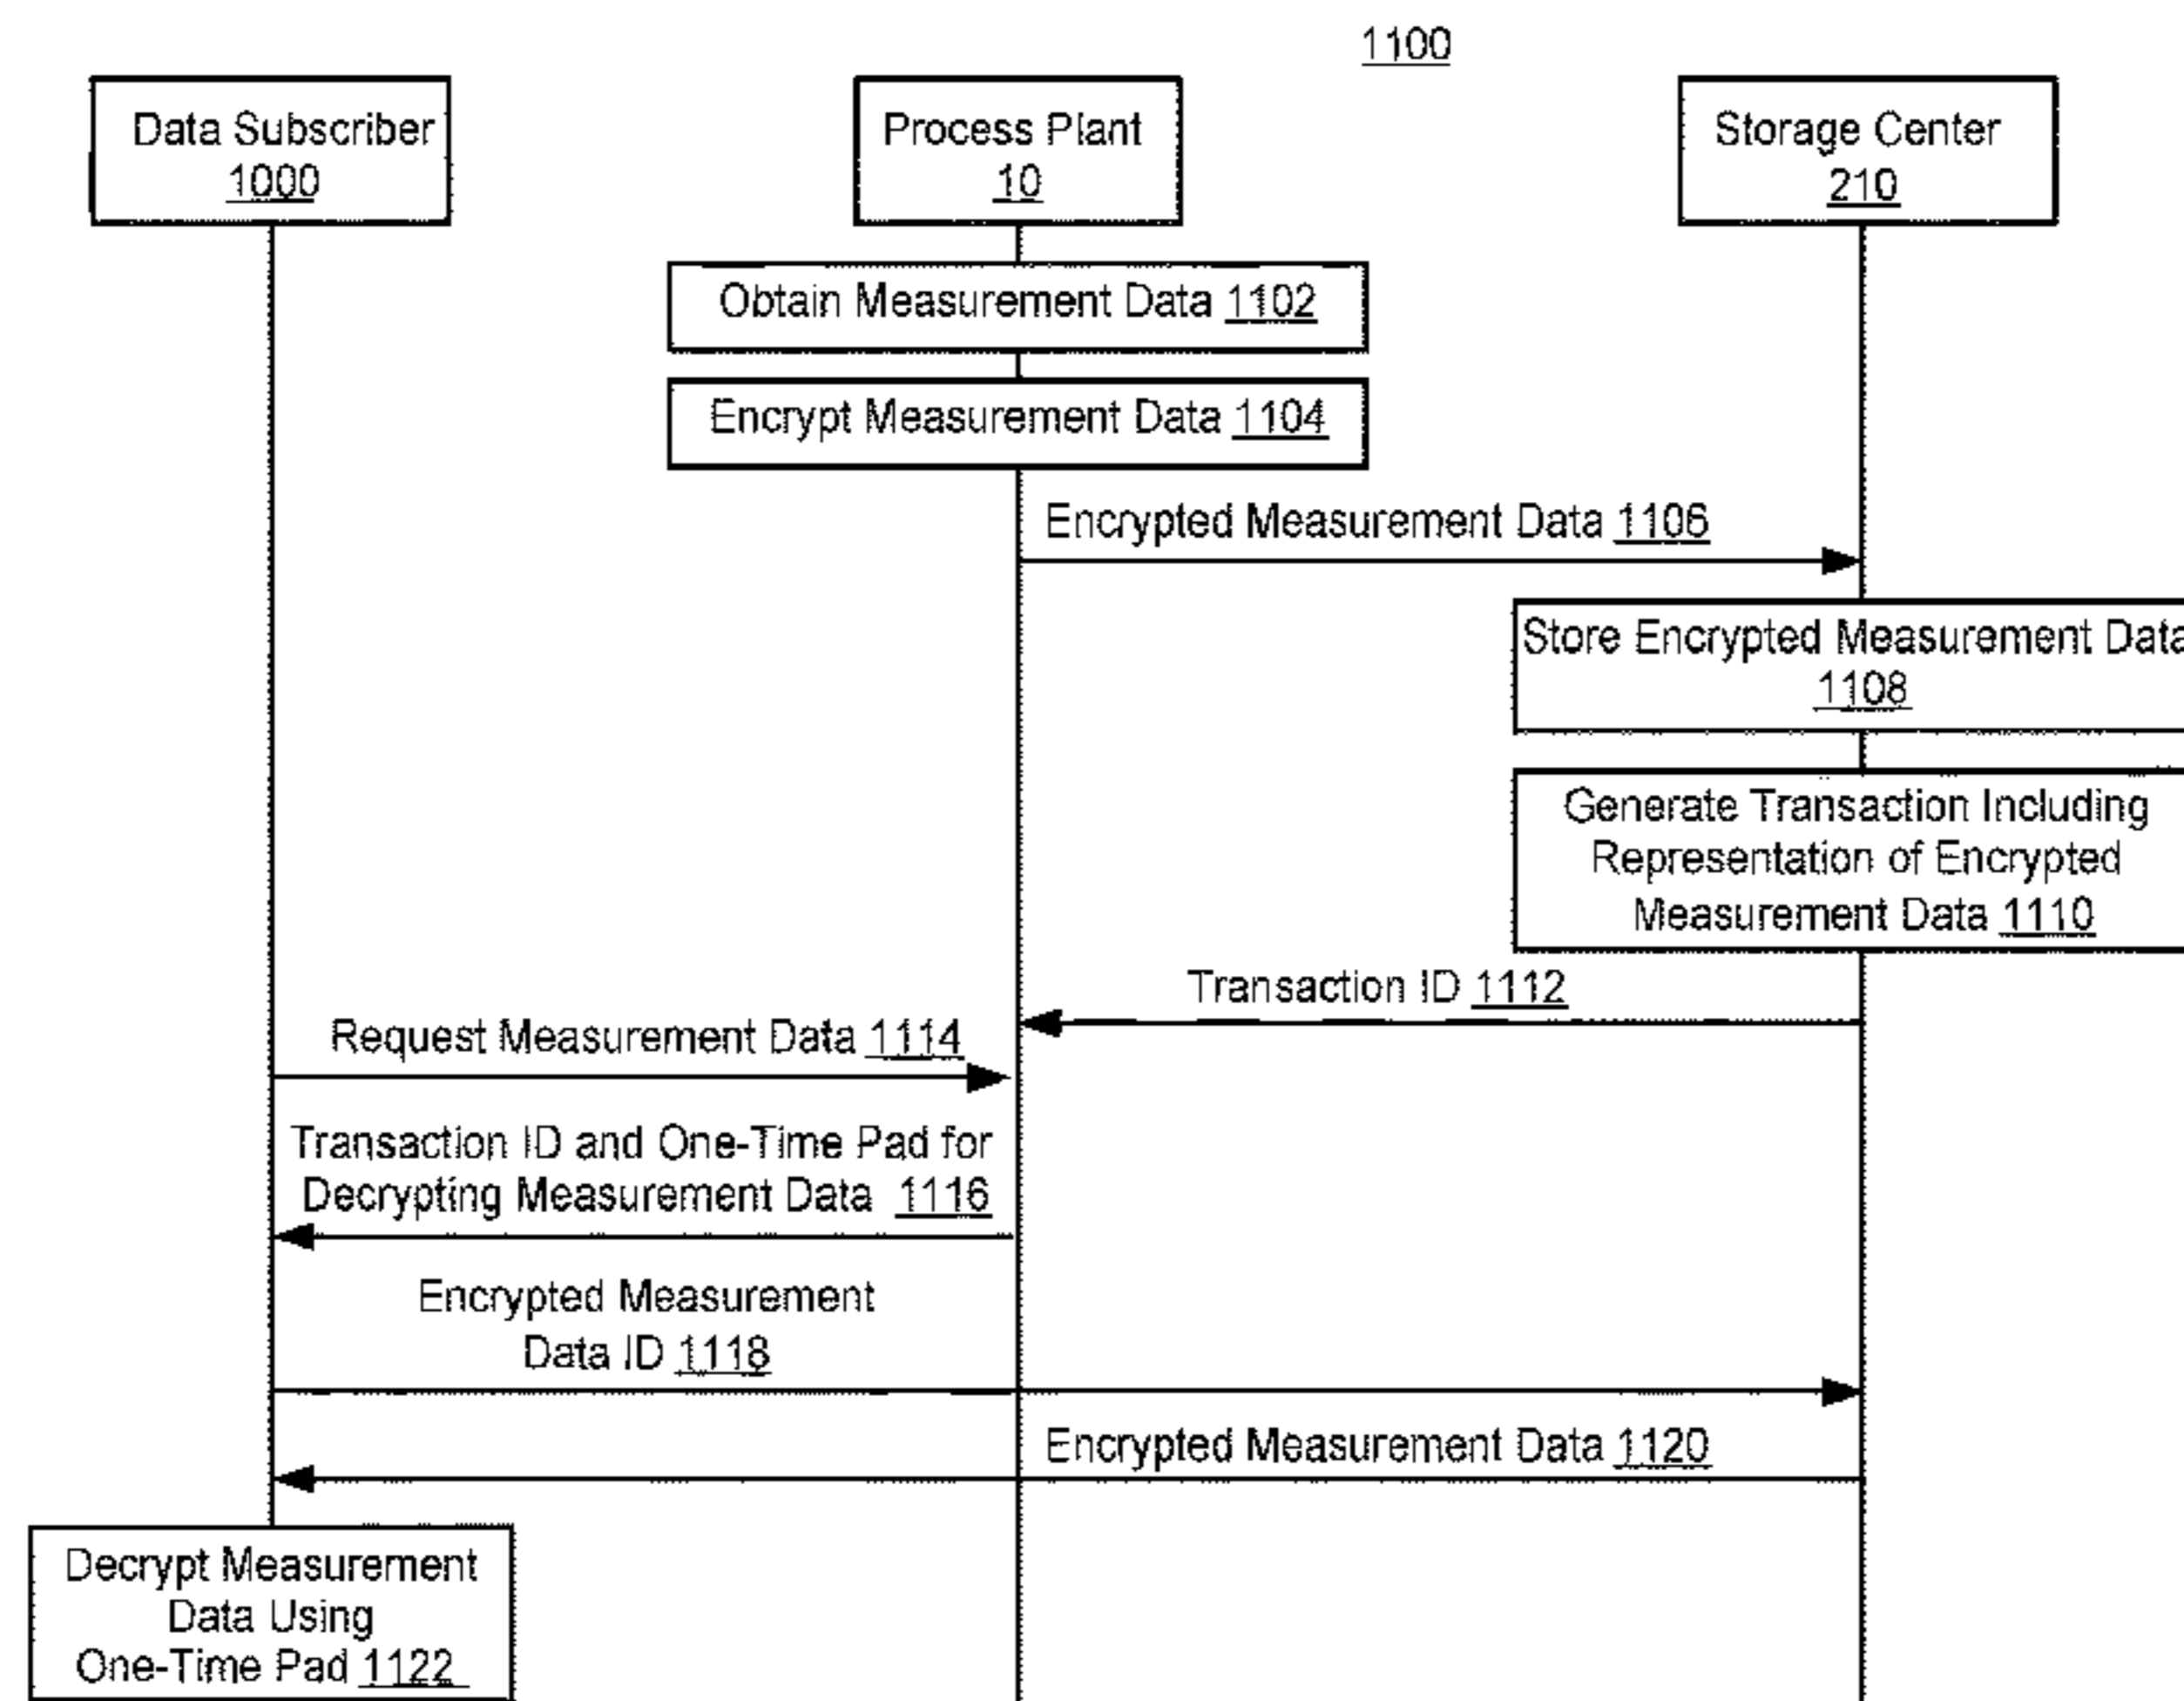 1100
Data Subscriber
1000
Process Plant
10
Storage Center
210
Obtain Measurement Data 1102
Encrypt Measurement Data 1104
Encrypted Measurement Data 1106
Store Encrypted Measurement Data
1108
Generate Transaction Including
Representation of Encrypted
Measurement Data 1110
Transaction ID 1112
Request Measurement Data 1114
Transaction ID and One-Time Pad for
Decrypting Measurement Data 1116
Encrypted Measurement
Data ID 1118
Encrypted Measurement Data 1120
Decrypt Measurement
Data Using
One-Time Pad 1122